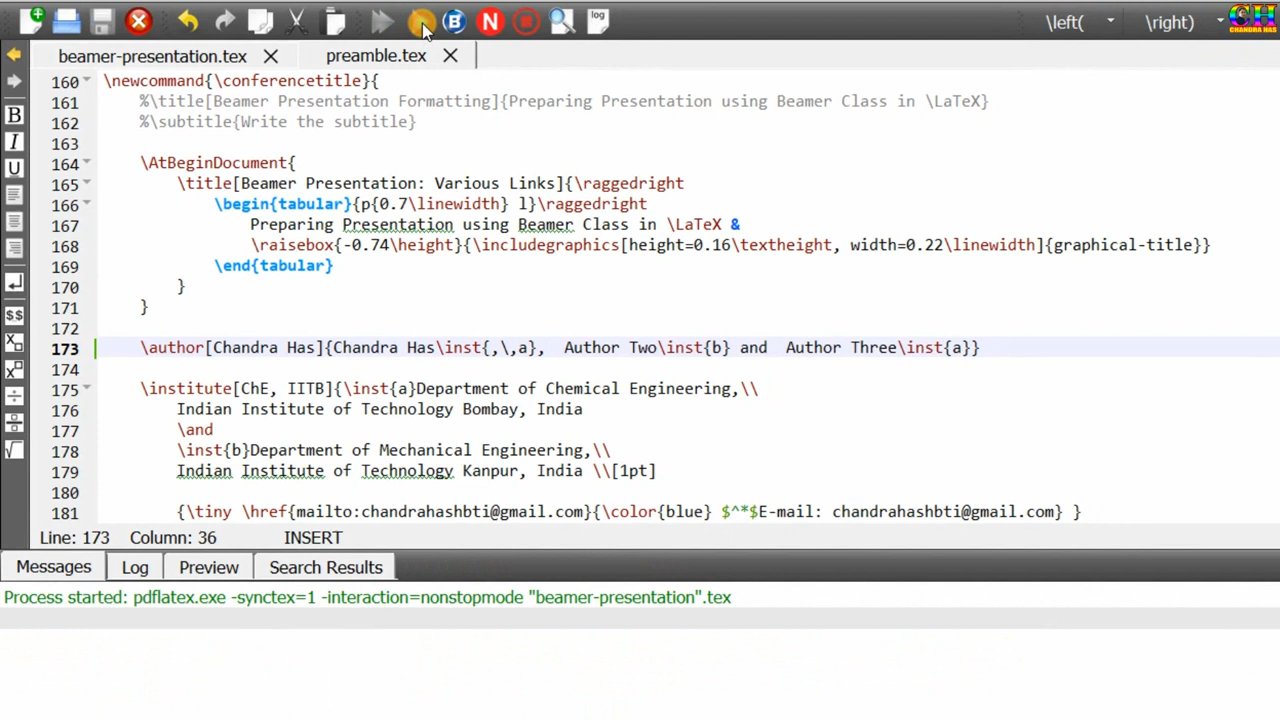 log
\left(
\right)
CH
CHANDRA HAS
beamer-presentation.tex
preamble.tex
160 \newcommand{\conferencetitle}{
161 %\title[Beamer Presentation Formatting]{Preparing Presentation using Beamer Class in \LaTeX}
162 %\subtitle{Write the subtitle}
163
164 \AtBeginDocument{
165 \title[Beamer Presentation: Various Links]{\raggedright
166 \begin{tabular}{p{0.7\linewidth} l}\raggedright
167 Preparing Presentation using Beamer Class in \LaTeX &
168 \raisebox{-0.74\height}{\includegraphics[height=0.16\textheight, width=0.22\linewidth]{graphical-title}}
169 \end{tabular}
170 }
171 }
172
173 \author[Chandra Has]{Chandra Has\inst{,\,a},  Author Two\inst{b} and  Author Three\inst{a}}
174
175 \institute[ChE, IITB]{\inst{a}Department of Chemical Engineering,\\
176 Indian Institute of Technology Bombay, India
177 \and
178 \inst{b}Department of Mechanical Engineering,\\
179 Indian Institute of Technology Kanpur, India \\[1pt]
180
181 {\tiny \href{mailto:chandrahashbti@gmail.com}{\color{blue} $^*$E-mail: chandrahashbti@gmail.com} }
Line: 173 Column: 36 INSERT
Messages Log Preview Search Results
Process started: pdflatex.exe -synctex=1 -interaction=nonstopmode "beamer-presentation".tex